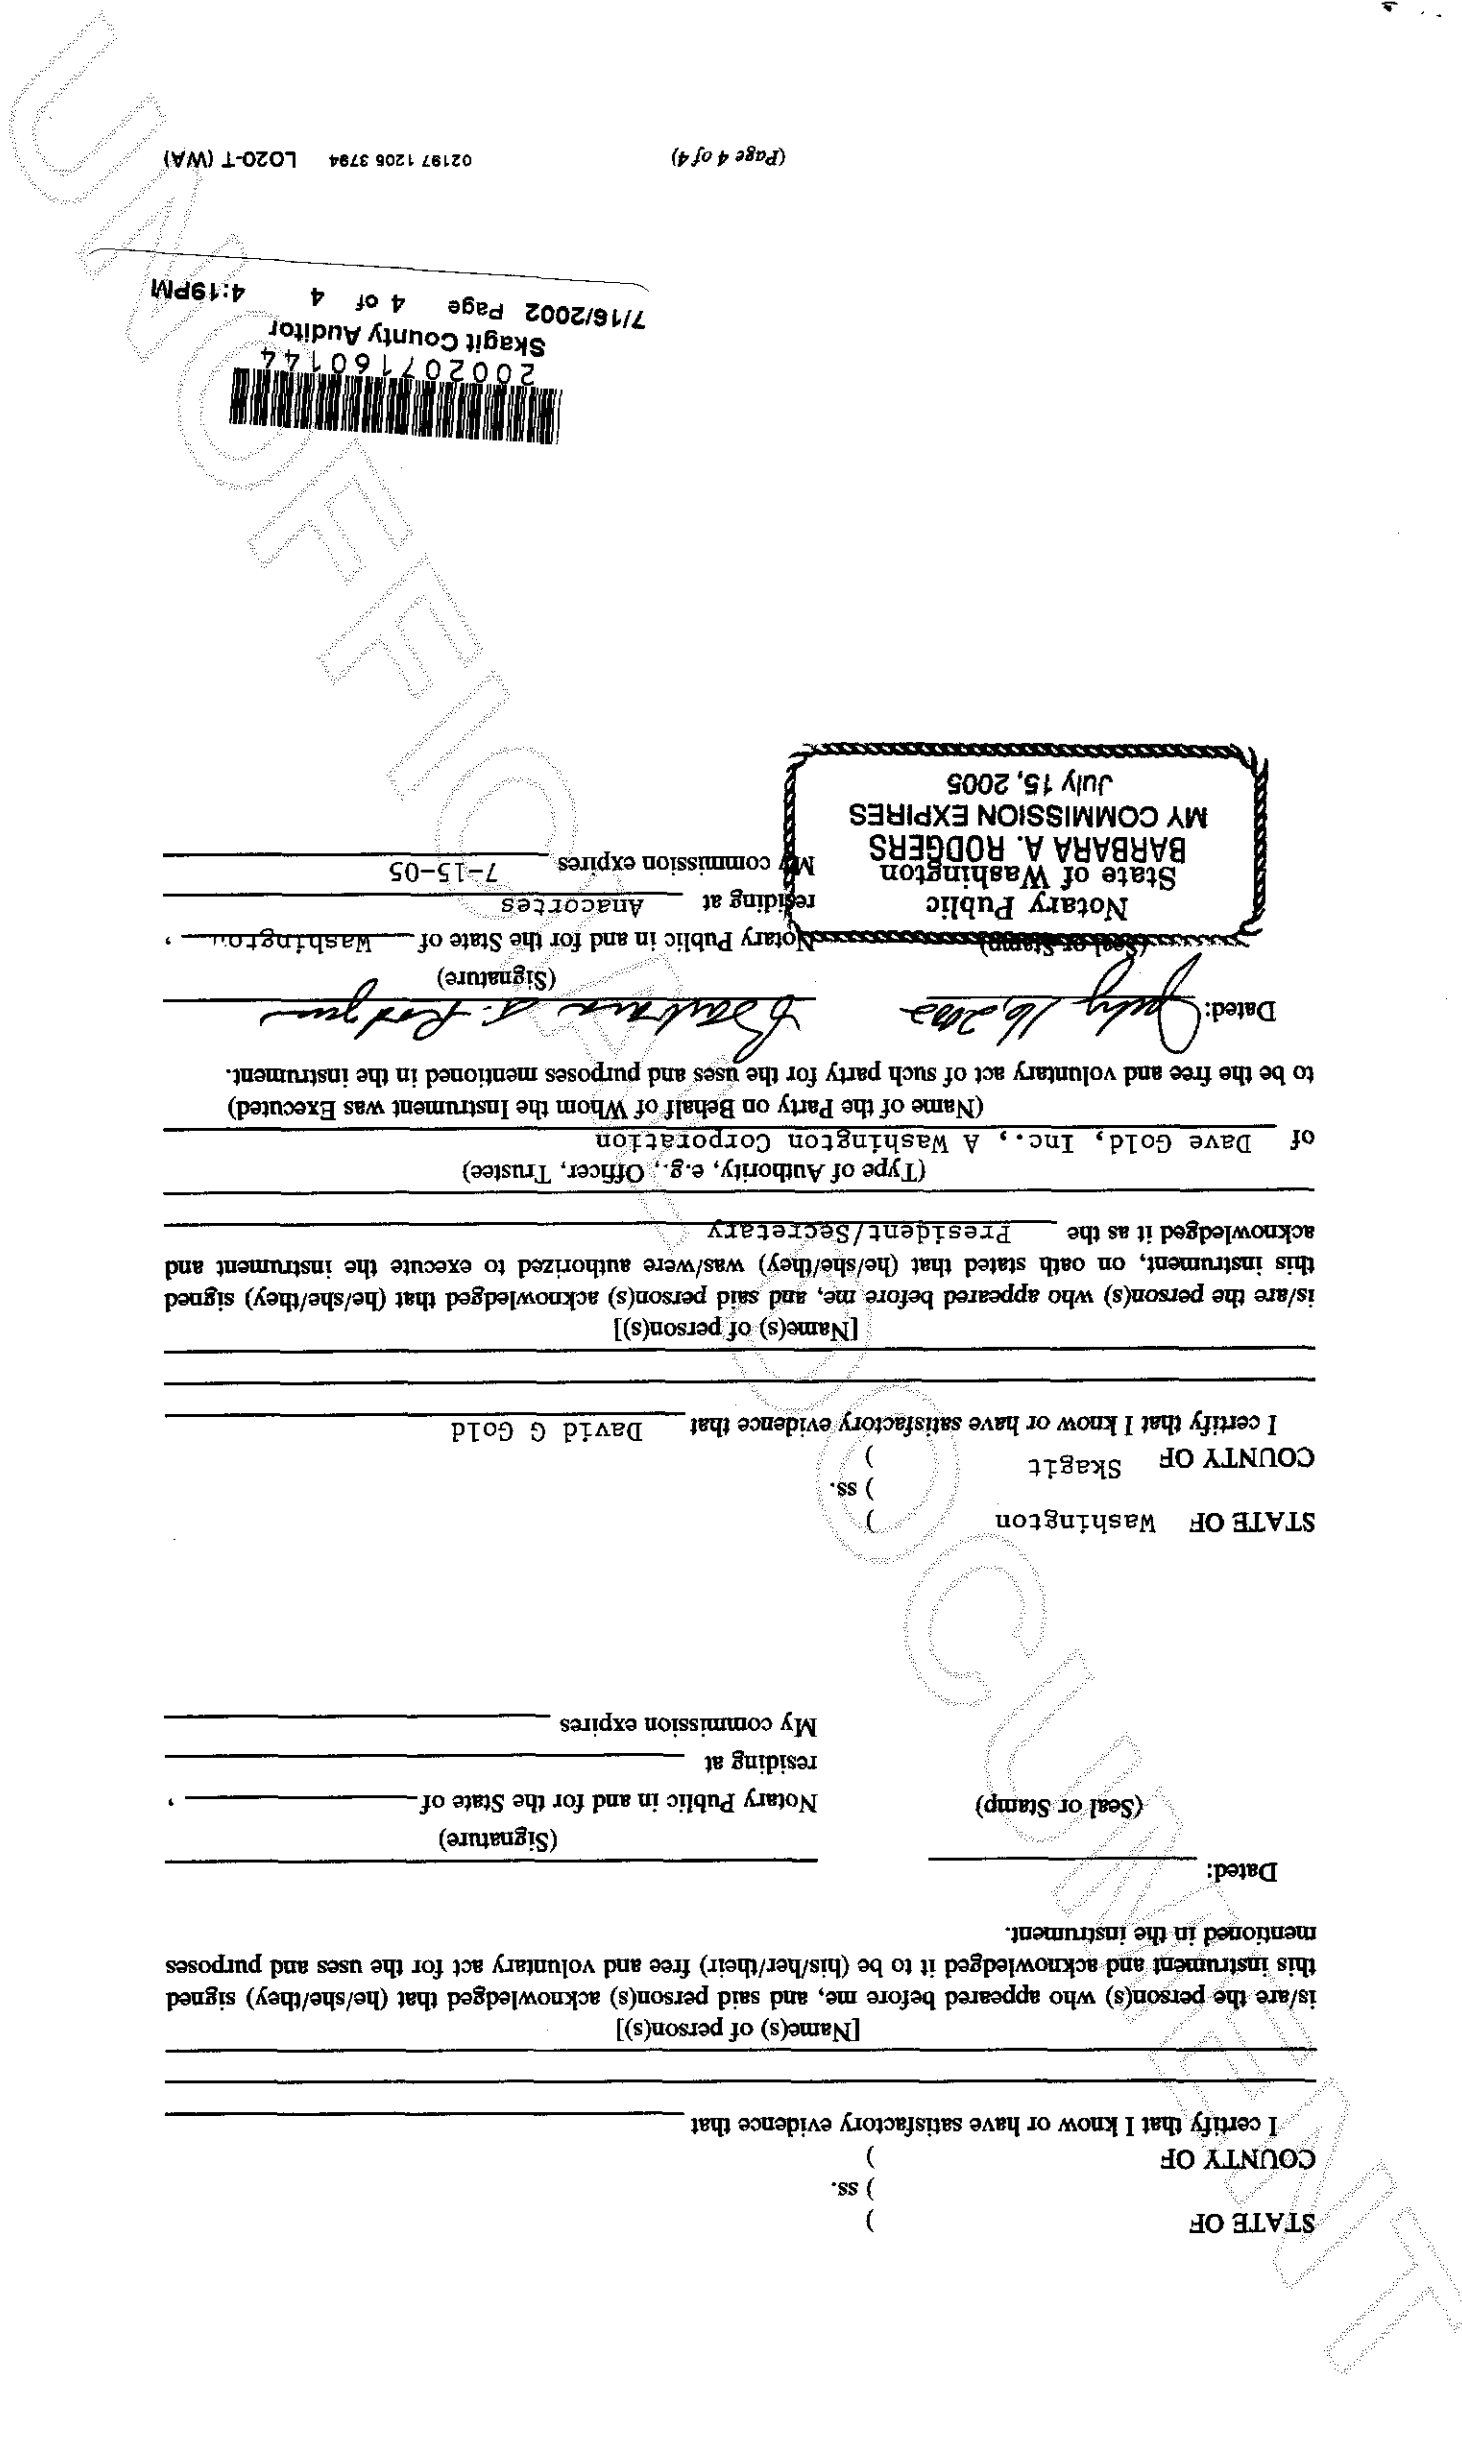 STATE OF )
) ss.
COUNTY OF )
I certify that I know or have satisfactory evidence that
[Name(s) of person(s)]
is/are the person(s) who appeared before me, and said person(s) acknowledged that (he/she/they) signed
this instrument and acknowledged it to be (his/her/their) free and voluntary act for the uses and purposes
mentioned in the instrument.
Dated:
(Signature)
(Seal or Stamp) Notary Public in and for the State of ,
residing at
My commission expires
STATE OF Washington )
) ss.
COUNTY OF Skagit )
I certify that I know or have satisfactory evidence that David G Gold
[Name(s) of person(s)]
is/are the person(s) who appeared before me, and said person(s) acknowledged that (he/she/they) signed
this instrument, on oath stated that (he/she/they) was/were authorized to execute the instrument and
acknowledged it as the President/Secretary
(Type of Authority, e.g., Officer, Trustee)
of Dave Gold, Inc., A Washington Corporation
(Name of the Party on Behalf of Whom the Instrument was Executed)
to be the free and voluntary act of such party for the uses and purposes mentioned in the instrument.
Dated: July 16, 2002 Barbara A. Rodgers
(Signature)
(Seal or Stamp) Notary Public in and for the State of Washington ,
residing at Anacortes
My commission expires 7-15-05
Notary Public
State of Washington
BARBARA A. RODGERS
MY COMMISSION EXPIRES
July 15, 2005
200207160144
Skagit County Auditor
7/16/2002 Page 4 of 4 4:19PM
(Page 4 of 4) 02197 1206 3794 LO20-T (WA)
UNOFFICIAL DOCUMENT